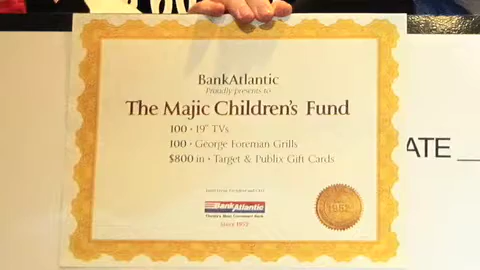 BankAtlantic
Proudly presents to
The Majic Children's Fund
100 · 19" TVs
100 · George Foreman Grills
$800 in · Target & Publix Gift Cards
BankAtlantic
Florida's Most Convenient Bank
Since 1952
1952
ATE